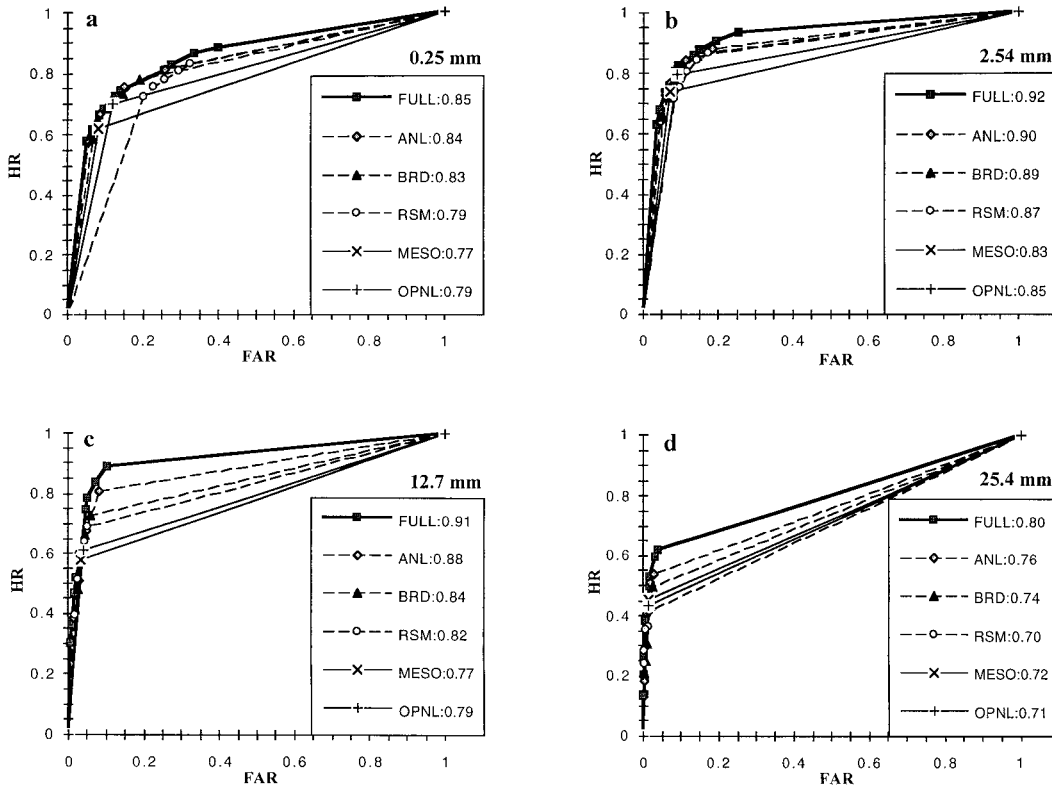 a
0.25 mm
HR
1
0.8
0.6
0.4
0.2
0
FULL:0.85
ANL:0.84
BRD:0.83
RSM:0.79
MESO:0.77
OPNL:0.79
0 0.2 0.4 0.6 0.8 1
FAR
b
2.54 mm
HR
1
0.8
0.6
0.4
0.2
0
FULL:0.92
ANL:0.90
BRD:0.89
RSM:0.87
MESO:0.83
OPNL:0.85
0 0.2 0.4 0.6 0.8 1
FAR
c
12.7 mm
HR
1
0.8
0.6
0.4
0.2
0
FULL:0.91
ANL:0.88
BRD:0.84
RSM:0.82
MESO:0.77
OPNL:0.79
0 0.2 0.4 0.6 0.8 1
FAR
d
25.4 mm
HR
1
0.8
0.6
0.4
0.2
0
FULL:0.80
ANL:0.76
BRD:0.74
RSM:0.70
MESO:0.72
OPNL:0.71
0 0.2 0.4 0.6 0.8 1
FAR